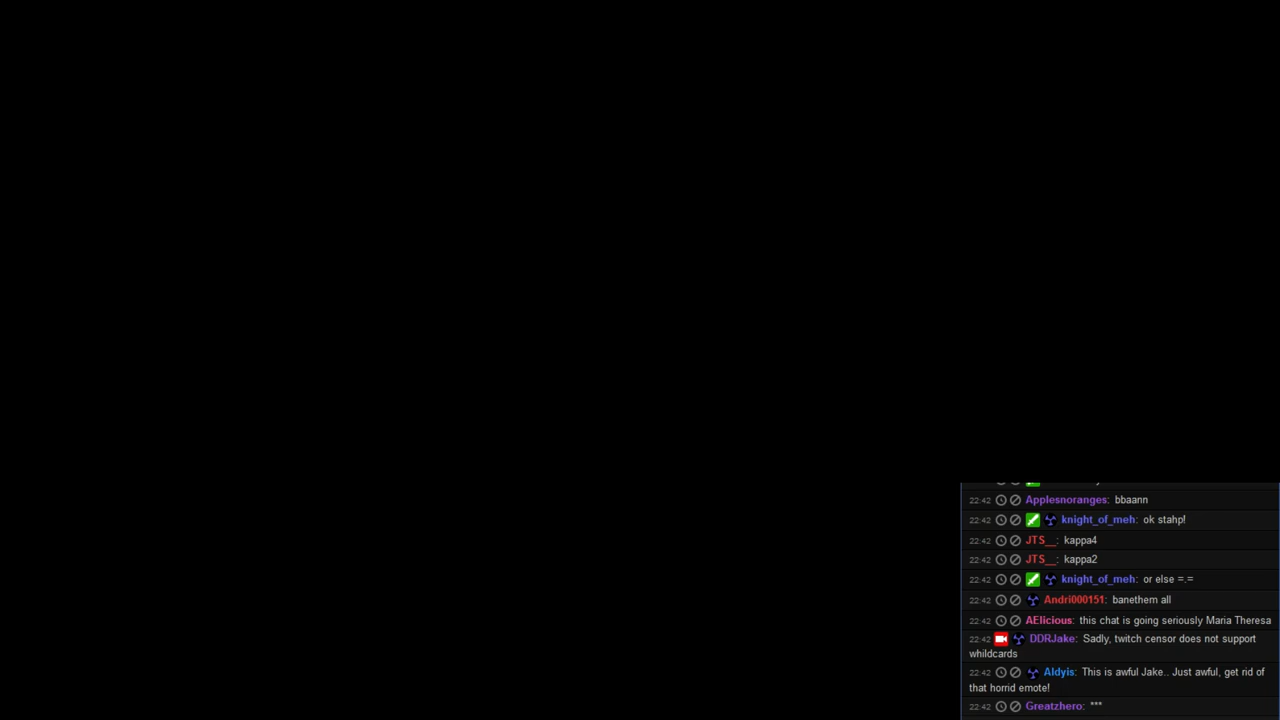 22:42 Applesnoranges: bbaann
22:42 knight_of_meh: ok stahp!
22:42 JTS__: kappa4
22:42 JTS__: kappa2
22:42 knight_of_meh: or else =.=
22:42 Andri000151: banethem all
22:42 AElicious: this chat is going seriously Maria Theresa
22:42 DDRJake: Sadly, twitch censor does not support
whildcards
22:42 Aldyis: This is awful Jake.. Just awful, get rid of
that horrid emote!
22:42 Greatzhero: ***